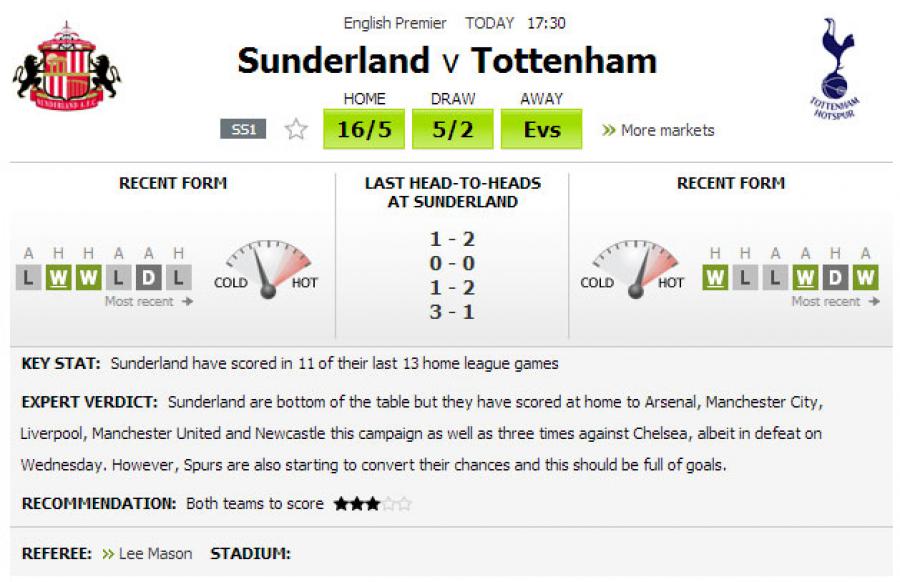 English Premier TODAY 17:30
Sunderland v Tottenham
SUNDERLAND A.F.C
TOTTENHAM
HOTSPUR
HOME DRAW AWAY
SS1 16/5 5/2 Evs More markets
RECENT FORM
LAST HEAD-TO-HEADS
AT SUNDERLAND
RECENT FORM
A H H A A H
L W W L D L
Most recent
COLD HOT
1 - 2
0 - 0
1 - 2
3 - 1
COLD HOT
H H A A H A
W L L W D W
Most recent
KEY STAT: Sunderland have scored in 11 of their last 13 home league games
EXPERT VERDICT: Sunderland are bottom of the table but they have scored at home to Arsenal, Manchester City,
Liverpool, Manchester United and Newcastle this campaign as well as three times against Chelsea, albeit in defeat on
Wednesday. However, Spurs are also starting to convert their chances and this should be full of goals.
RECOMMENDATION: Both teams to score
REFEREE: Lee Mason STADIUM: